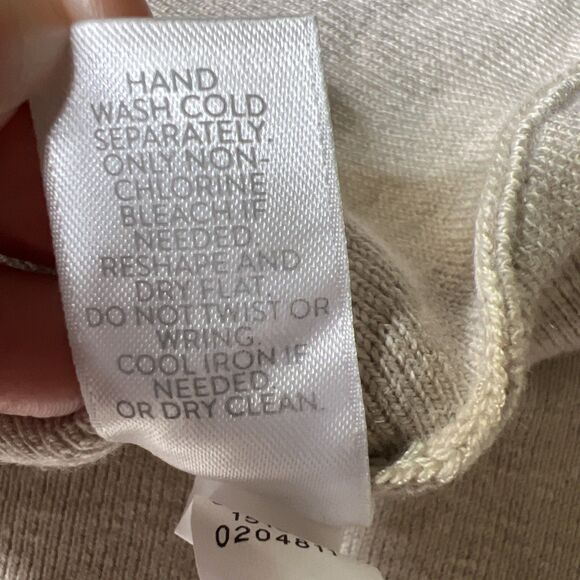 HAND
WASH COLD
SEPARATELY.
ONLY NON-
CHLORINE
BLEACH IF
NEEDED.
RESHAPE AND
DRY FLAT.
DO NOT TWIST OR
WRING.
COOL IRON IF
NEEDED.
OR DRY CLEAN.